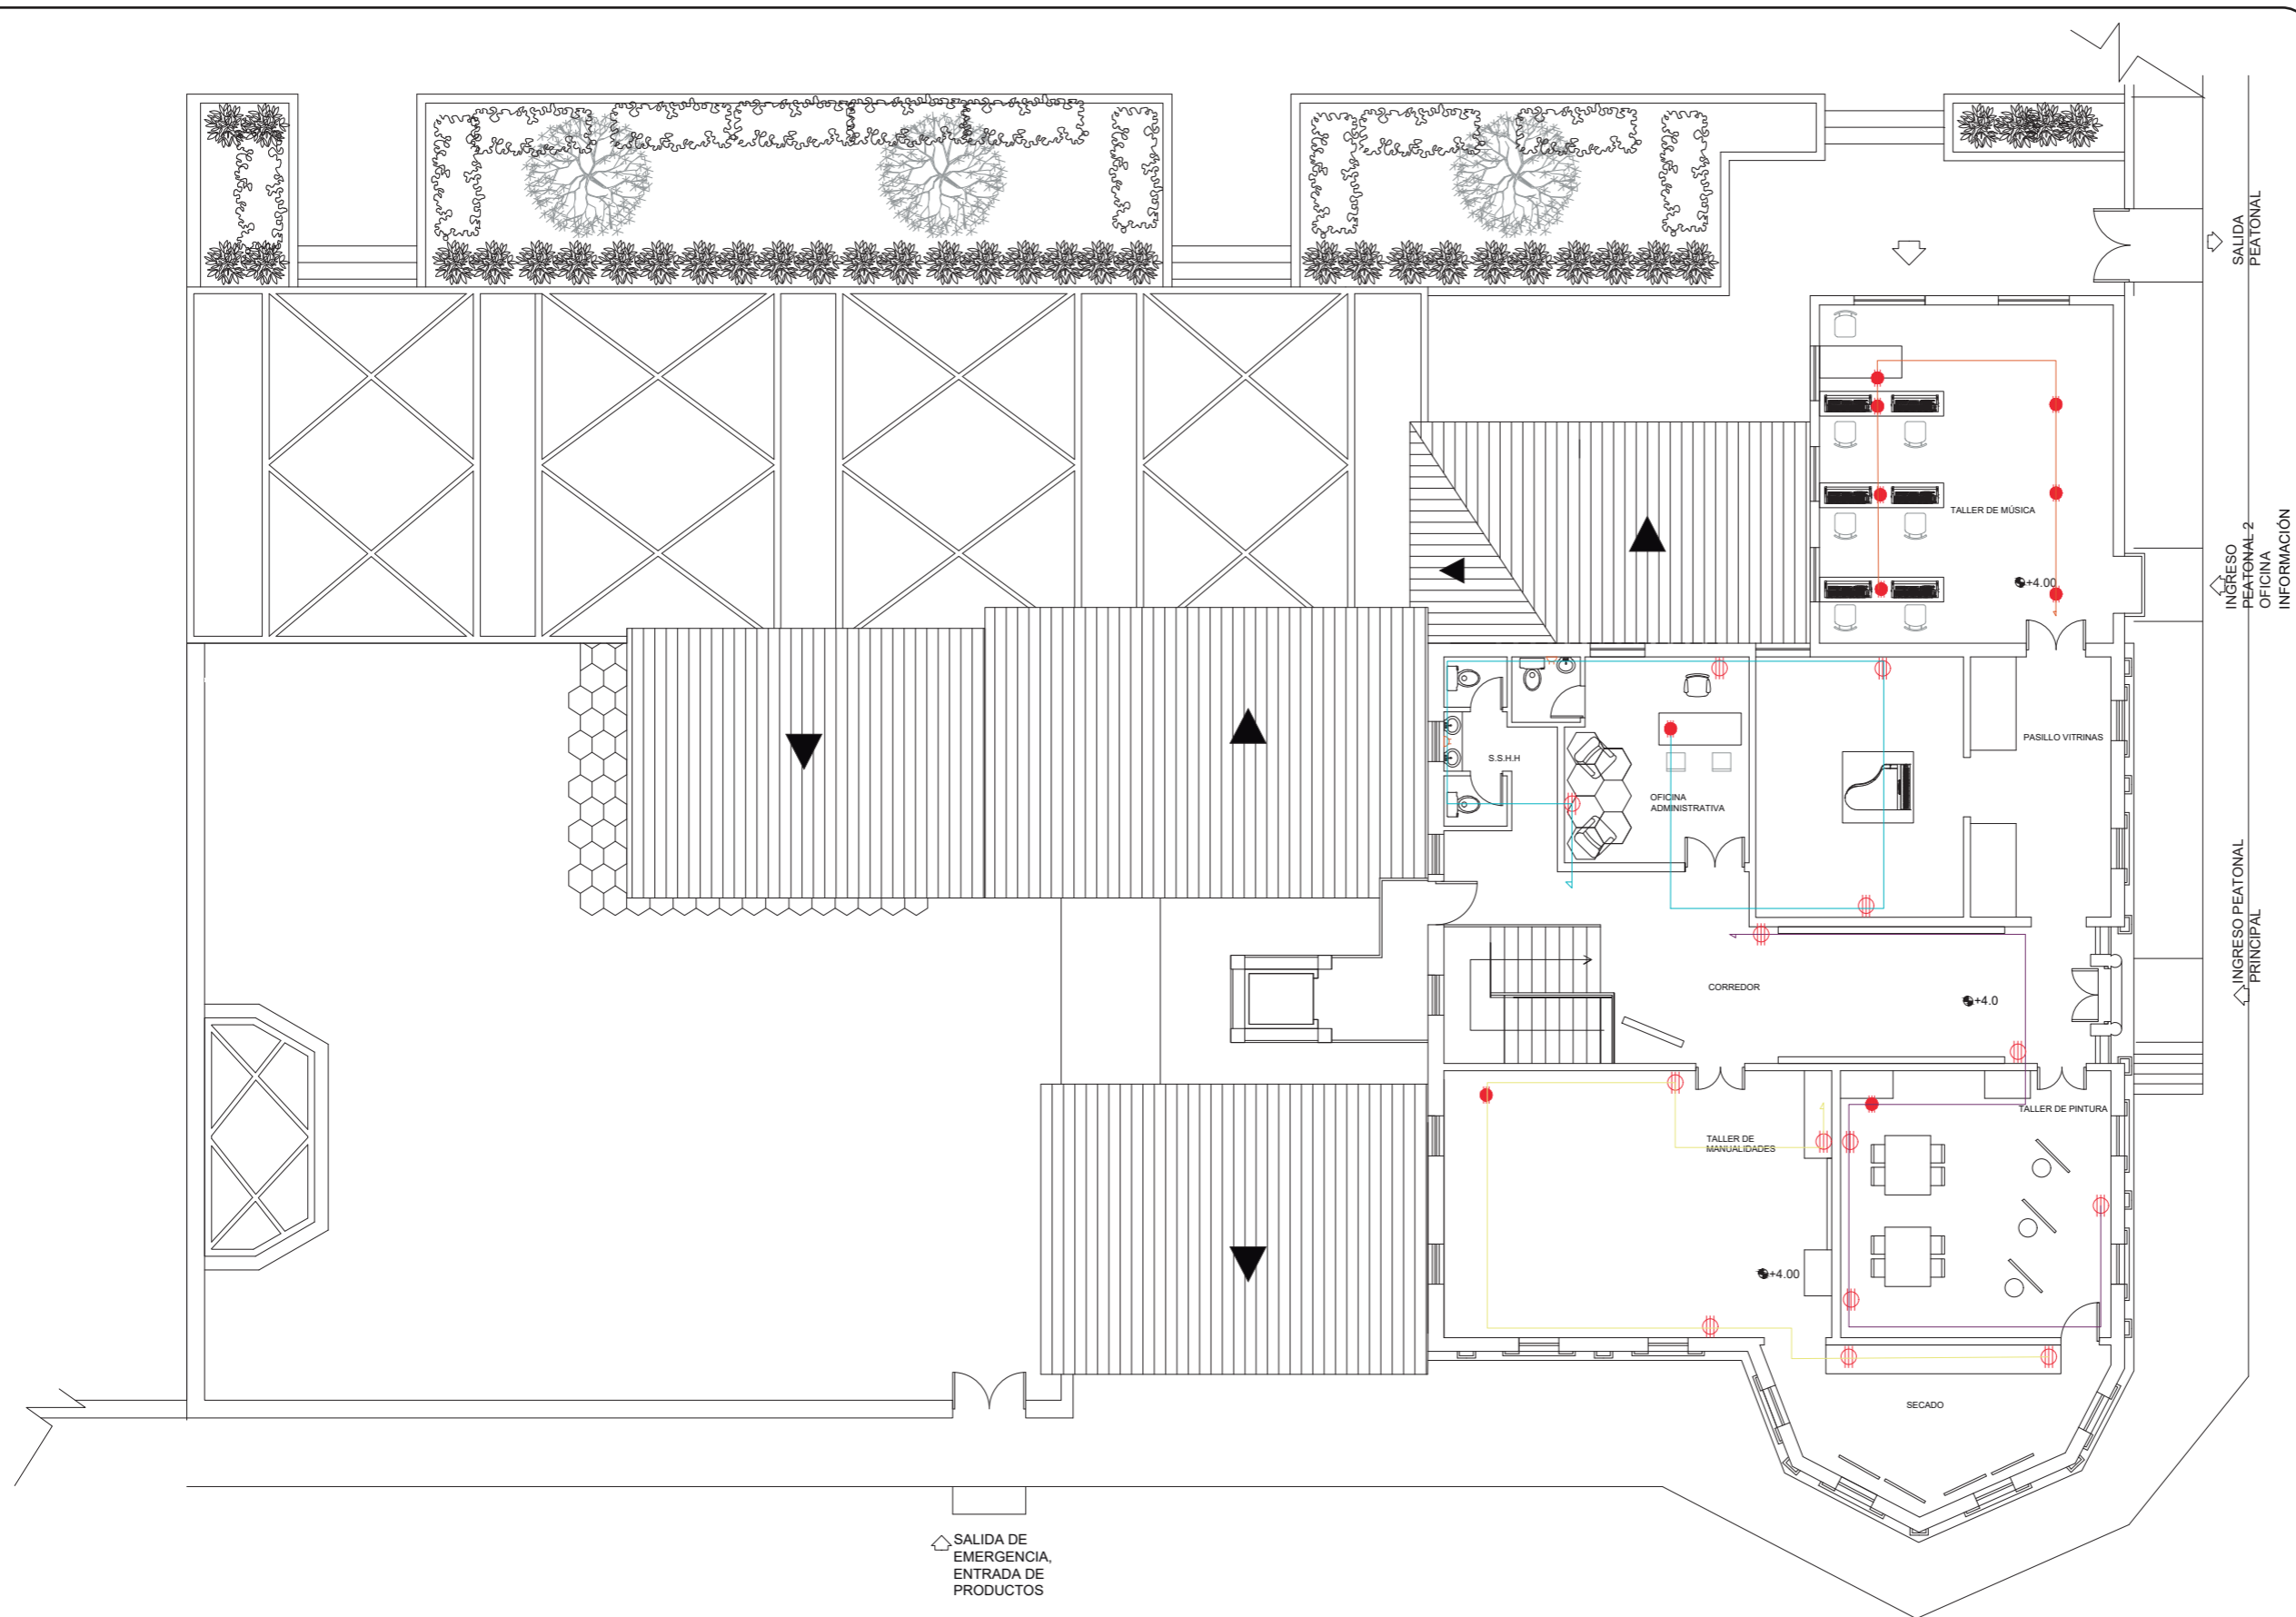 SALIDA
PEATONAL
TALLER DE MÚSICA
+4.00
INGRESO
PEATONAL 2
OFICINA
INFORMACIÓN
PASILLO VITRINAS
S.S.H.H
OFICINA
ADMINISTRATIVA
INGRESO PEATONAL
PRINCIPAL
CORREDOR
+4.0
TALLER DE PINTURA
TALLER DE
MANUALIDADES
+4.00
SECADO
SALIDA DE
EMERGENCIA,
ENTRADA DE
PRODUCTOS